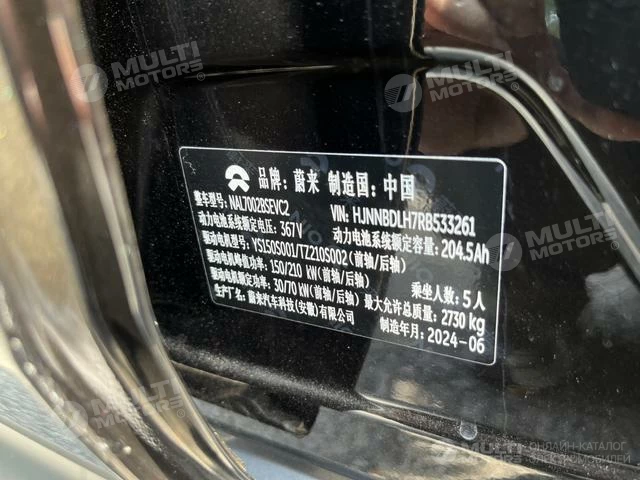 MULTI MOTORS
MULTI MOTORS
品牌: 蔚来 制造国: 中国
整车型号: NAL7002BSEVC2 VIN: HJNNBDLH7RB533261
动力电池系统额定电压: 367V 动力电池系统额定容量: 204.5Ah
驱动电机型号: YS150S001/TZ210S002(前轴/后轴)
驱动电机峰值功率: 150/210 kW(前轴/后轴) 乘坐人数: 5人
驱动电机额定功率: 30/70 kW(前轴/后轴) 最大允许总质量: 2730 kg
生产厂名: 蔚来汽车科技(安徽)有限公司 制造年月: 2024-06
MULTI MOTORS
MULTI MOTORS
ОНЛАЙН-КАТАЛОГ
ЭЛЕКТРОМОБИЛЕЙ